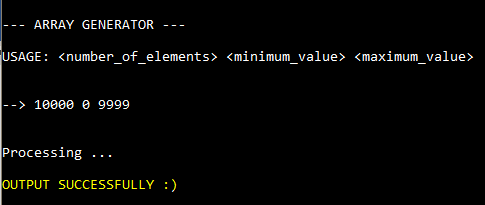 --- ARRAY GENERATOR ---
USAGE: <number_of_elements> <minimum_value> <maximum_value>
--> 10000 0 9999
Processing ...
OUTPUT SUCCESSFULLY :)